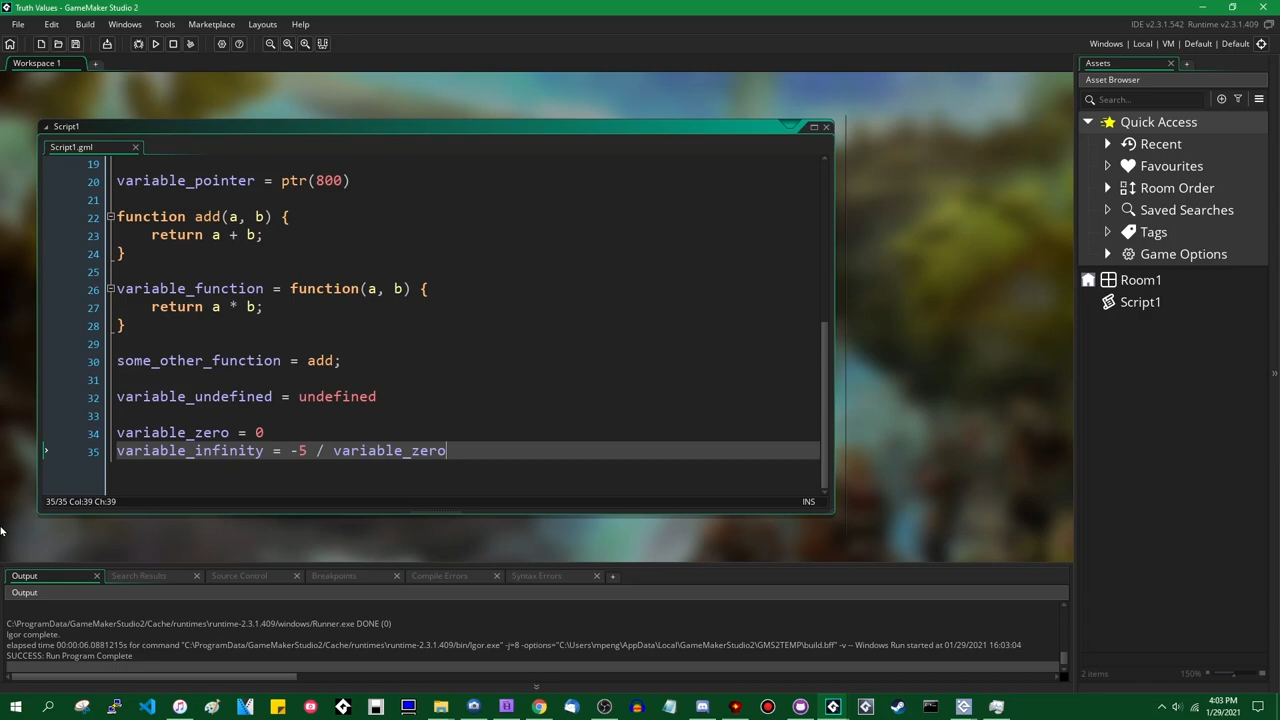 Truth Values - GameMaker Studio 2
File Edit Build Windows Tools Marketplace Layouts Help
IDE v2.3.1.542 Runtime v2.3.1.409
Windows | Local | VM | Default | Default
Workspace 1
Assets
Asset Browser
Search...
Quick Access
Recent
Favourites
Room Order
Saved Searches
Tags
Game Options
Room1
Script1
2 items 150%
Script1
Script1.gml
19
20 variable_pointer = ptr(800)
21
22 function add(a, b) {
23 return a + b;
24 }
25
26 variable_function = function(a, b) {
27 return a * b;
28 }
29
30 some_other_function = add;
31
32 variable_undefined = undefined
33
34 variable_zero = 0
35 variable_infinity = -5 / variable_zero
35/35 Col:39 Ch:39 INS
Output Search Results Source Control Breakpoints Compile Errors Syntax Errors
Output
C:\ProgramData/GameMakerStudio2/Cache/runtimes\runtime-2.3.1.409/windows/Runner.exe DONE (0)
Igor complete.
elapsed time 00:00:06.0881215s for command "C:\ProgramData/GameMakerStudio2/Cache/runtimes\runtime-2.3.1.409/bin/Igor.exe" -j=8 -options="C:\Users\mpeng\AppData\Local\GameMakerStudio2\GMS2TEMP\build.bff" -v -- Windows Run started at 01/29/2021 16:03:04
SUCCESS: Run Program Complete
4:03 PM
1/29/2021